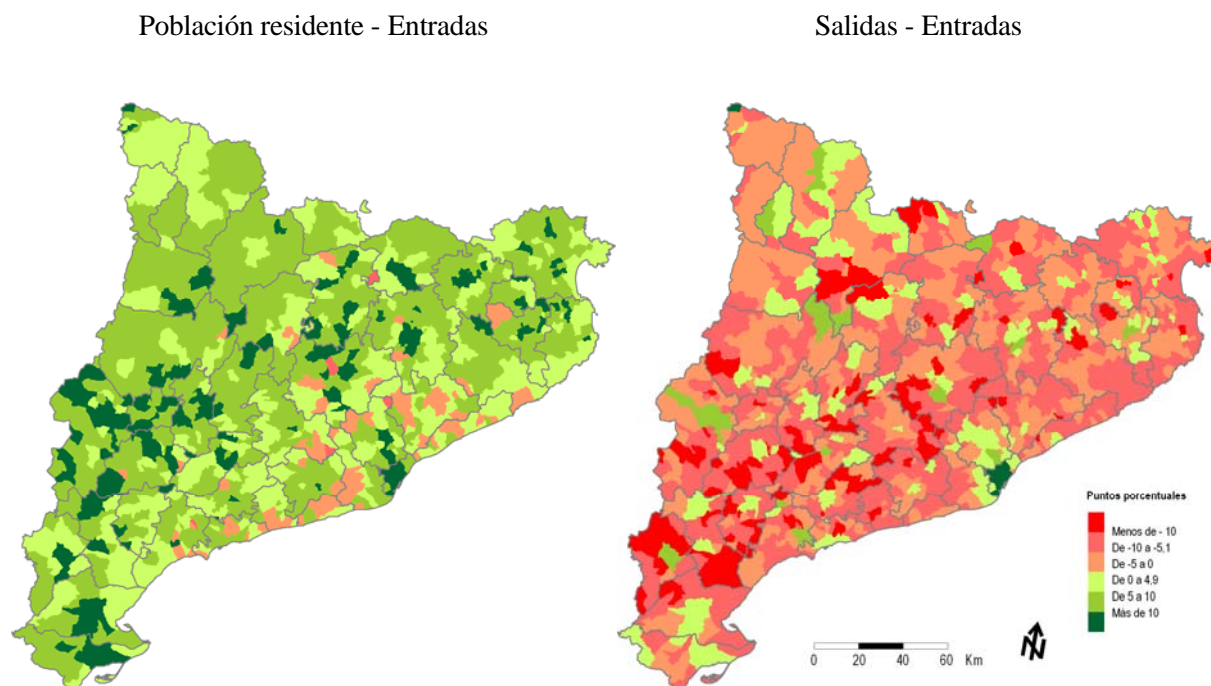 Población residente - Entradas
Salidas - Entradas
Puntos porcentuales
Menos de - 10
De -10 a -5,1
De -5 a 0
De 0 a 4,9
De 5 a 10
Más de 10
0 20 40 60 Km
N